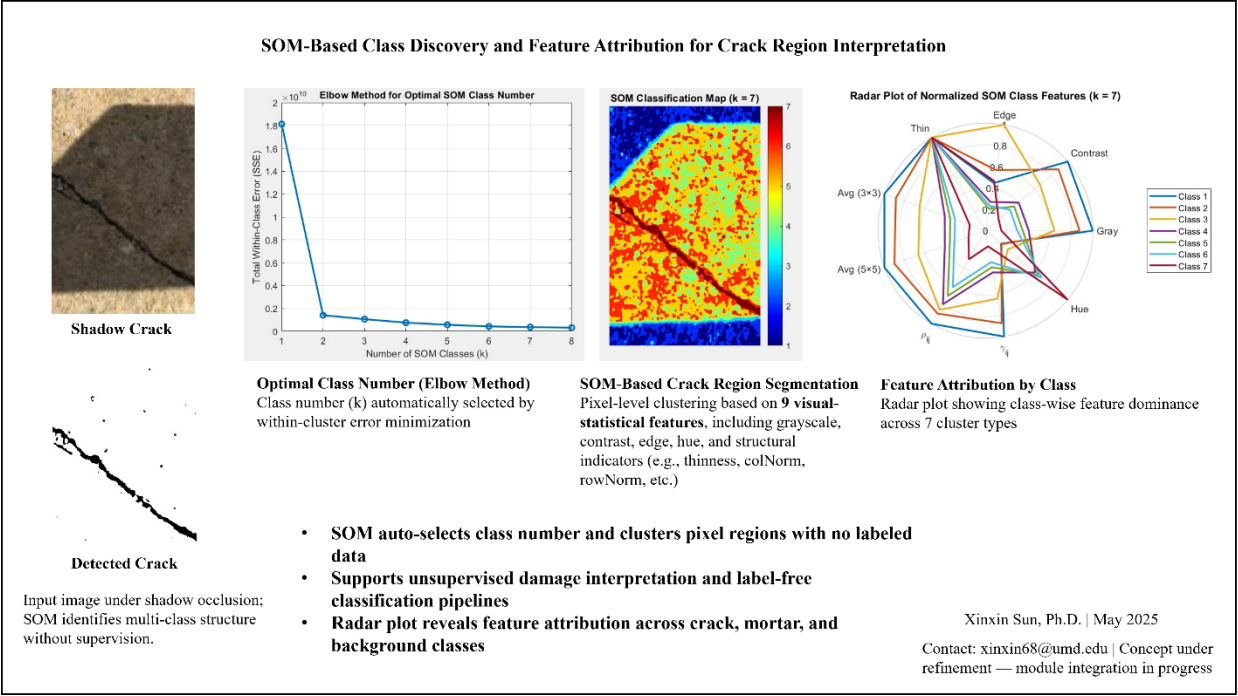 SOM-Based Class Discovery and Feature Attribution for Crack Region Interpretation
Shadow Crack
Detected Crack
Input image under shadow occlusion;
SOM identifies multi-class structure
without supervision.
Elbow Method for Optimal SOM Class Number
×10^10
2
1.8
1.6
1.4
1.2
1
0.8
0.6
0.4
0.2
0
Total Within-Class Error (SSE)
1 2 3 4 5 6 7 8
Number of SOM Classes (k)
Optimal Class Number (Elbow Method)
Class number (k) automatically selected by
within-cluster error minimization
SOM Classification Map (k = 7)
7
6
5
4
3
2
1
SOM-Based Crack Region Segmentation
Pixel-level clustering based on 9 visual-
statistical features, including grayscale,
contrast, edge, hue, and structural
indicators (e.g., thinness, colNorm,
rowNorm, etc.)
Radar Plot of Normalized SOM Class Features (k = 7)
Edge
Thin
Contrast
Avg (3×3)
Gray
Avg (5×5)
Hue
ρij
γij
1
0.8
0.6
0.4
0.2
0
Class 1
Class 2
Class 3
Class 4
Class 5
Class 6
Class 7
Feature Attribution by Class
Radar plot showing class-wise feature dominance
across 7 cluster types
• SOM auto-selects class number and clusters pixel regions with no labeled
data
• Supports unsupervised damage interpretation and label-free
classification pipelines
• Radar plot reveals feature attribution across crack, mortar, and
background classes
Xinxin Sun, Ph.D. | May 2025
Contact: xinxin68@umd.edu | Concept under
refinement — module integration in progress